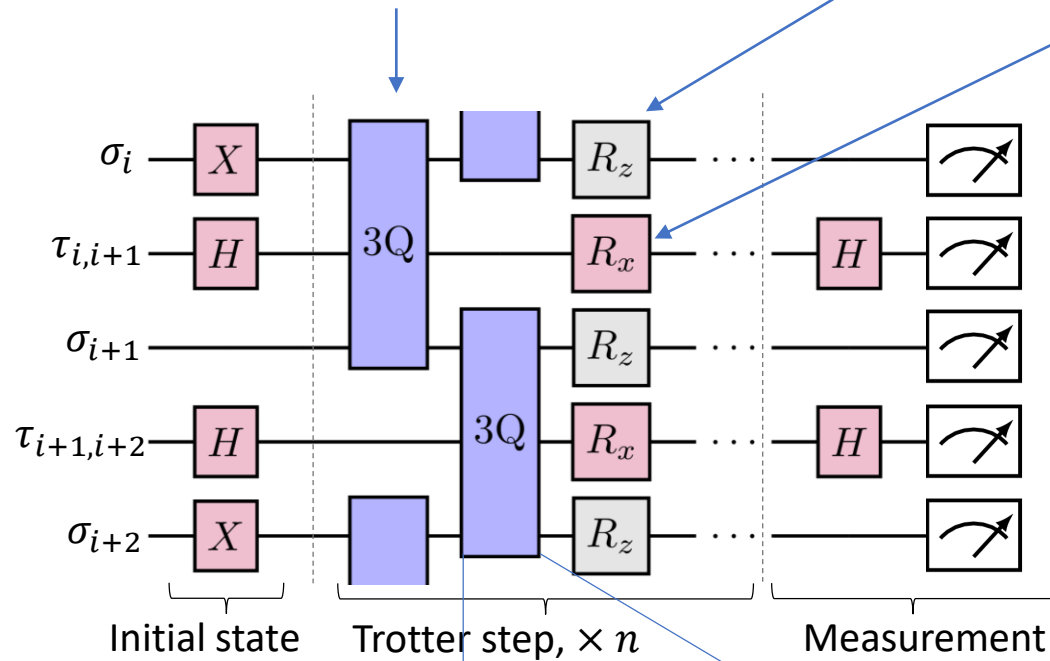 σ_i X R_z ···
τ_{i,i+1} H 3Q R_x ··· H
σ_{i+1} R_z ···
τ_{i+1,i+2} H 3Q R_x ··· H
σ_{i+2} X R_z ···
Initial state Trotter step, × n Measurement